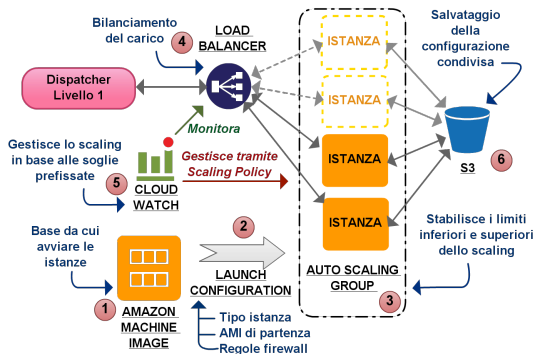 Bilanciamento
del carico
4
LOAD
BALANCER
ISTANZA
Salvataggio
della
configurazione
condivisa
Dispatcher
Livello 1
ISTANZA
Monitora
Gestisce lo scaling
in base alle soglie
prefissate
Gestisce tramite
Scaling Policy
ISTANZA
S3
6
5
CLOUD
WATCH
ISTANZA
Base da cui
avviare le
istanze
2
Stabilisce i limiti
inferiori e superiori
dello scaling
LAUNCH
CONFIGURATION
AUTO SCALING
GROUP
3
1
AMAZON
MACHINE
IMAGE
Tipo istanza
AMI di partenza
Regole firewall